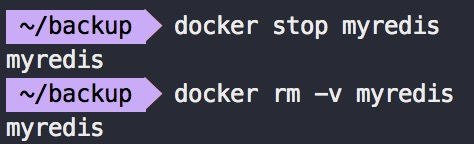 ~/backup docker stop myredis
myredis
~/backup docker rm -v myredis
myredis